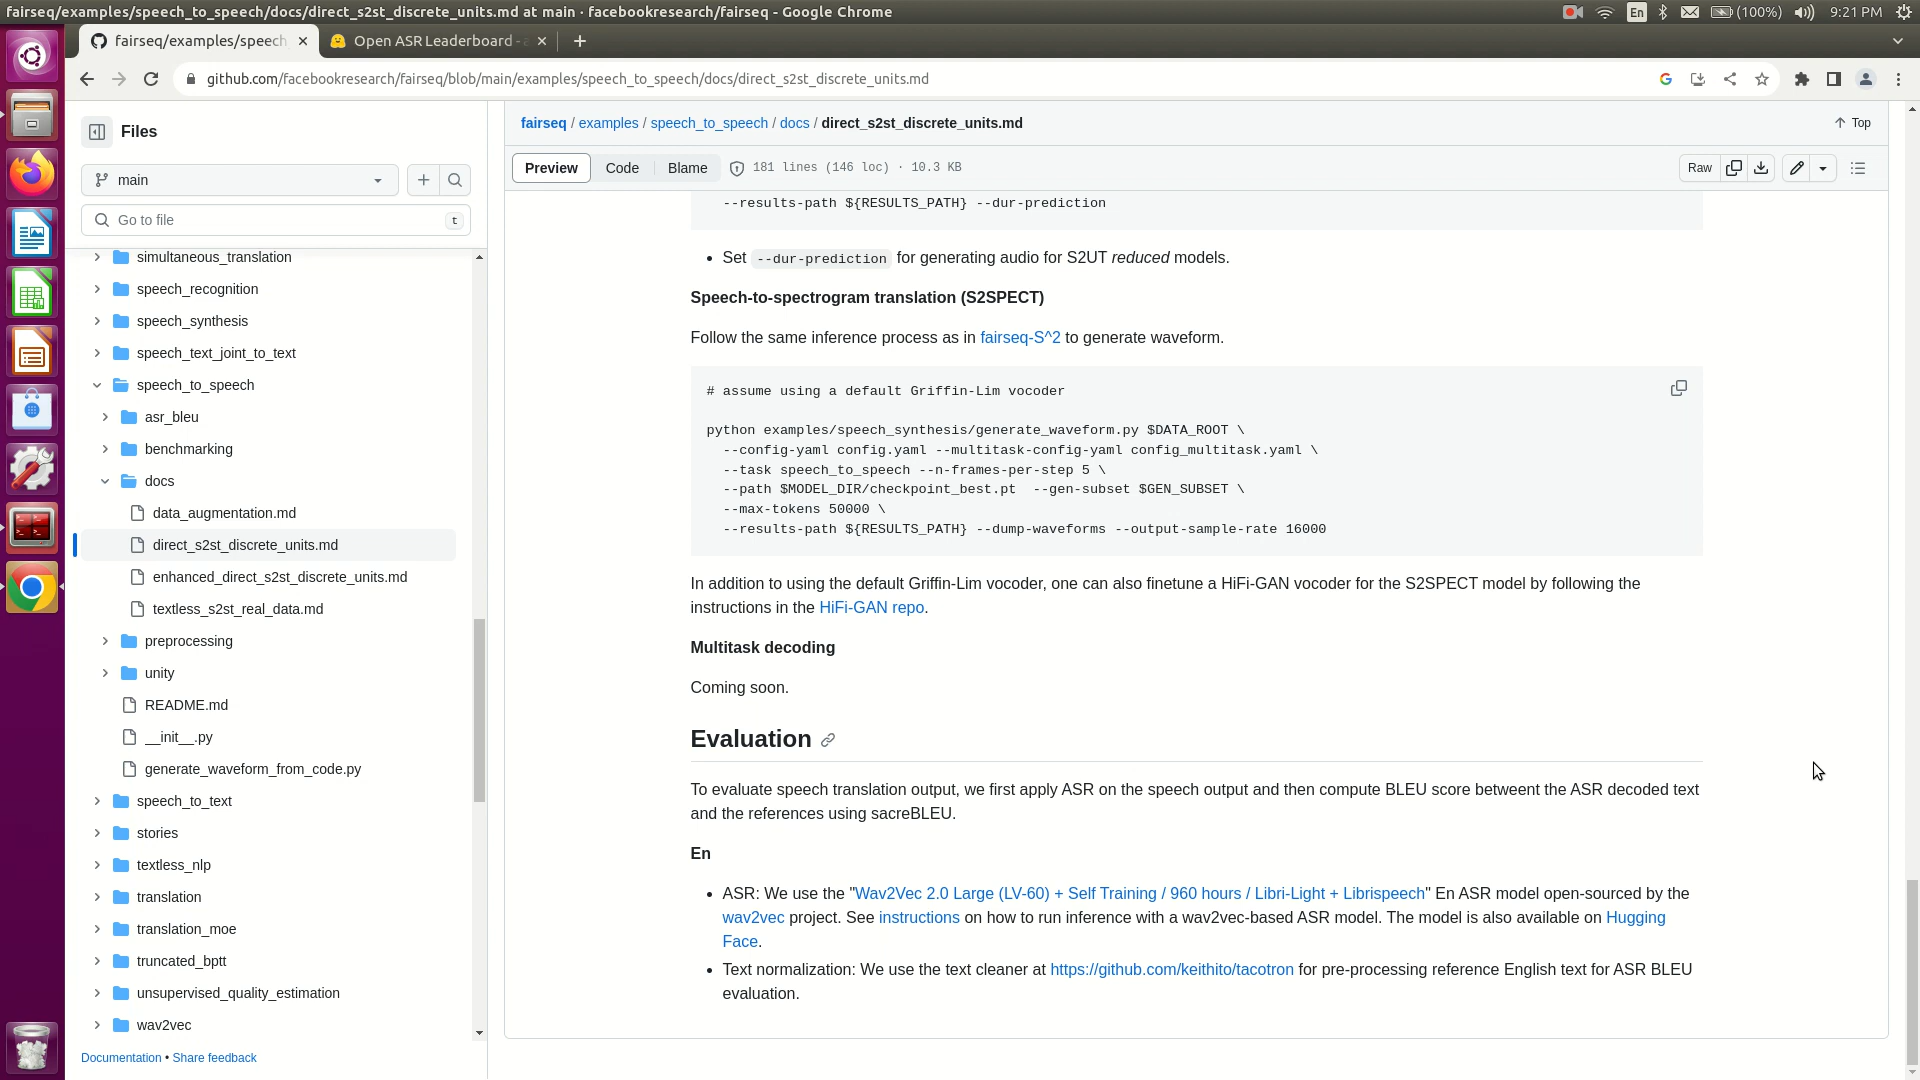 fairseq/examples/speech_to_speech/docs/direct_s2st_discrete_units.md at main · facebookresearch/fairseq - Google Chrome
En
(100%)
9:21 PM
fairseq/examples/speech
Open ASR Leaderboard - a
github.com/facebookresearch/fairseq/blob/main/examples/speech_to_speech/docs/direct_s2st_discrete_units.md
Files
main
Go to file
t
simultaneous_translation
speech_recognition
speech_synthesis
speech_text_joint_to_text
speech_to_speech
asr_bleu
benchmarking
docs
data_augmentation.md
direct_s2st_discrete_units.md
enhanced_direct_s2st_discrete_units.md
textless_s2st_real_data.md
preprocessing
unity
README.md
__init__.py
generate_waveform_from_code.py
speech_to_text
stories
textless_nlp
translation
translation_moe
truncated_bptt
unsupervised_quality_estimation
wav2vec
Documentation • Share feedback
fairseq / examples / speech_to_speech / docs / direct_s2st_discrete_units.md
Top
Preview
Code
Blame
181 lines (146 loc) · 10.3 KB
Raw
--results-path ${RESULTS_PATH} --dur-prediction
• Set --dur-prediction for generating audio for S2UT reduced models.
Speech-to-spectrogram translation (S2SPECT)
Follow the same inference process as in fairseq-S^2 to generate waveform.
# assume using a default Griffin-Lim vocoder
python examples/speech_synthesis/generate_waveform.py $DATA_ROOT \
--config-yaml config.yaml --multitask-config-yaml config_multitask.yaml \
--task speech_to_speech --n-frames-per-step 5 \
--path $MODEL_DIR/checkpoint_best.pt  --gen-subset $GEN_SUBSET \
--max-tokens 50000 \
--results-path ${RESULTS_PATH} --dump-waveforms --output-sample-rate 16000
In addition to using the default Griffin-Lim vocoder, one can also finetune a HiFi-GAN vocoder for the S2SPECT model by following the
instructions in the HiFi-GAN repo.
Multitask decoding
Coming soon.
Evaluation
To evaluate speech translation output, we first apply ASR on the speech output and then compute BLEU score betweent the ASR decoded text
and the references using sacreBLEU.
En
• ASR: We use the "Wav2Vec 2.0 Large (LV-60) + Self Training / 960 hours / Libri-Light + Librispeech" En ASR model open-sourced by the
wav2vec project. See instructions on how to run inference with a wav2vec-based ASR model. The model is also available on Hugging
Face.
• Text normalization: We use the text cleaner at https://github.com/keithito/tacotron for pre-processing reference English text for ASR BLEU
evaluation.